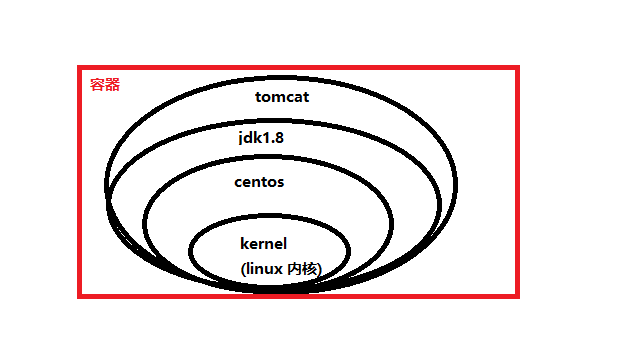 容器
tomcat
jdk1.8
centos
kernel
(linux 内核)